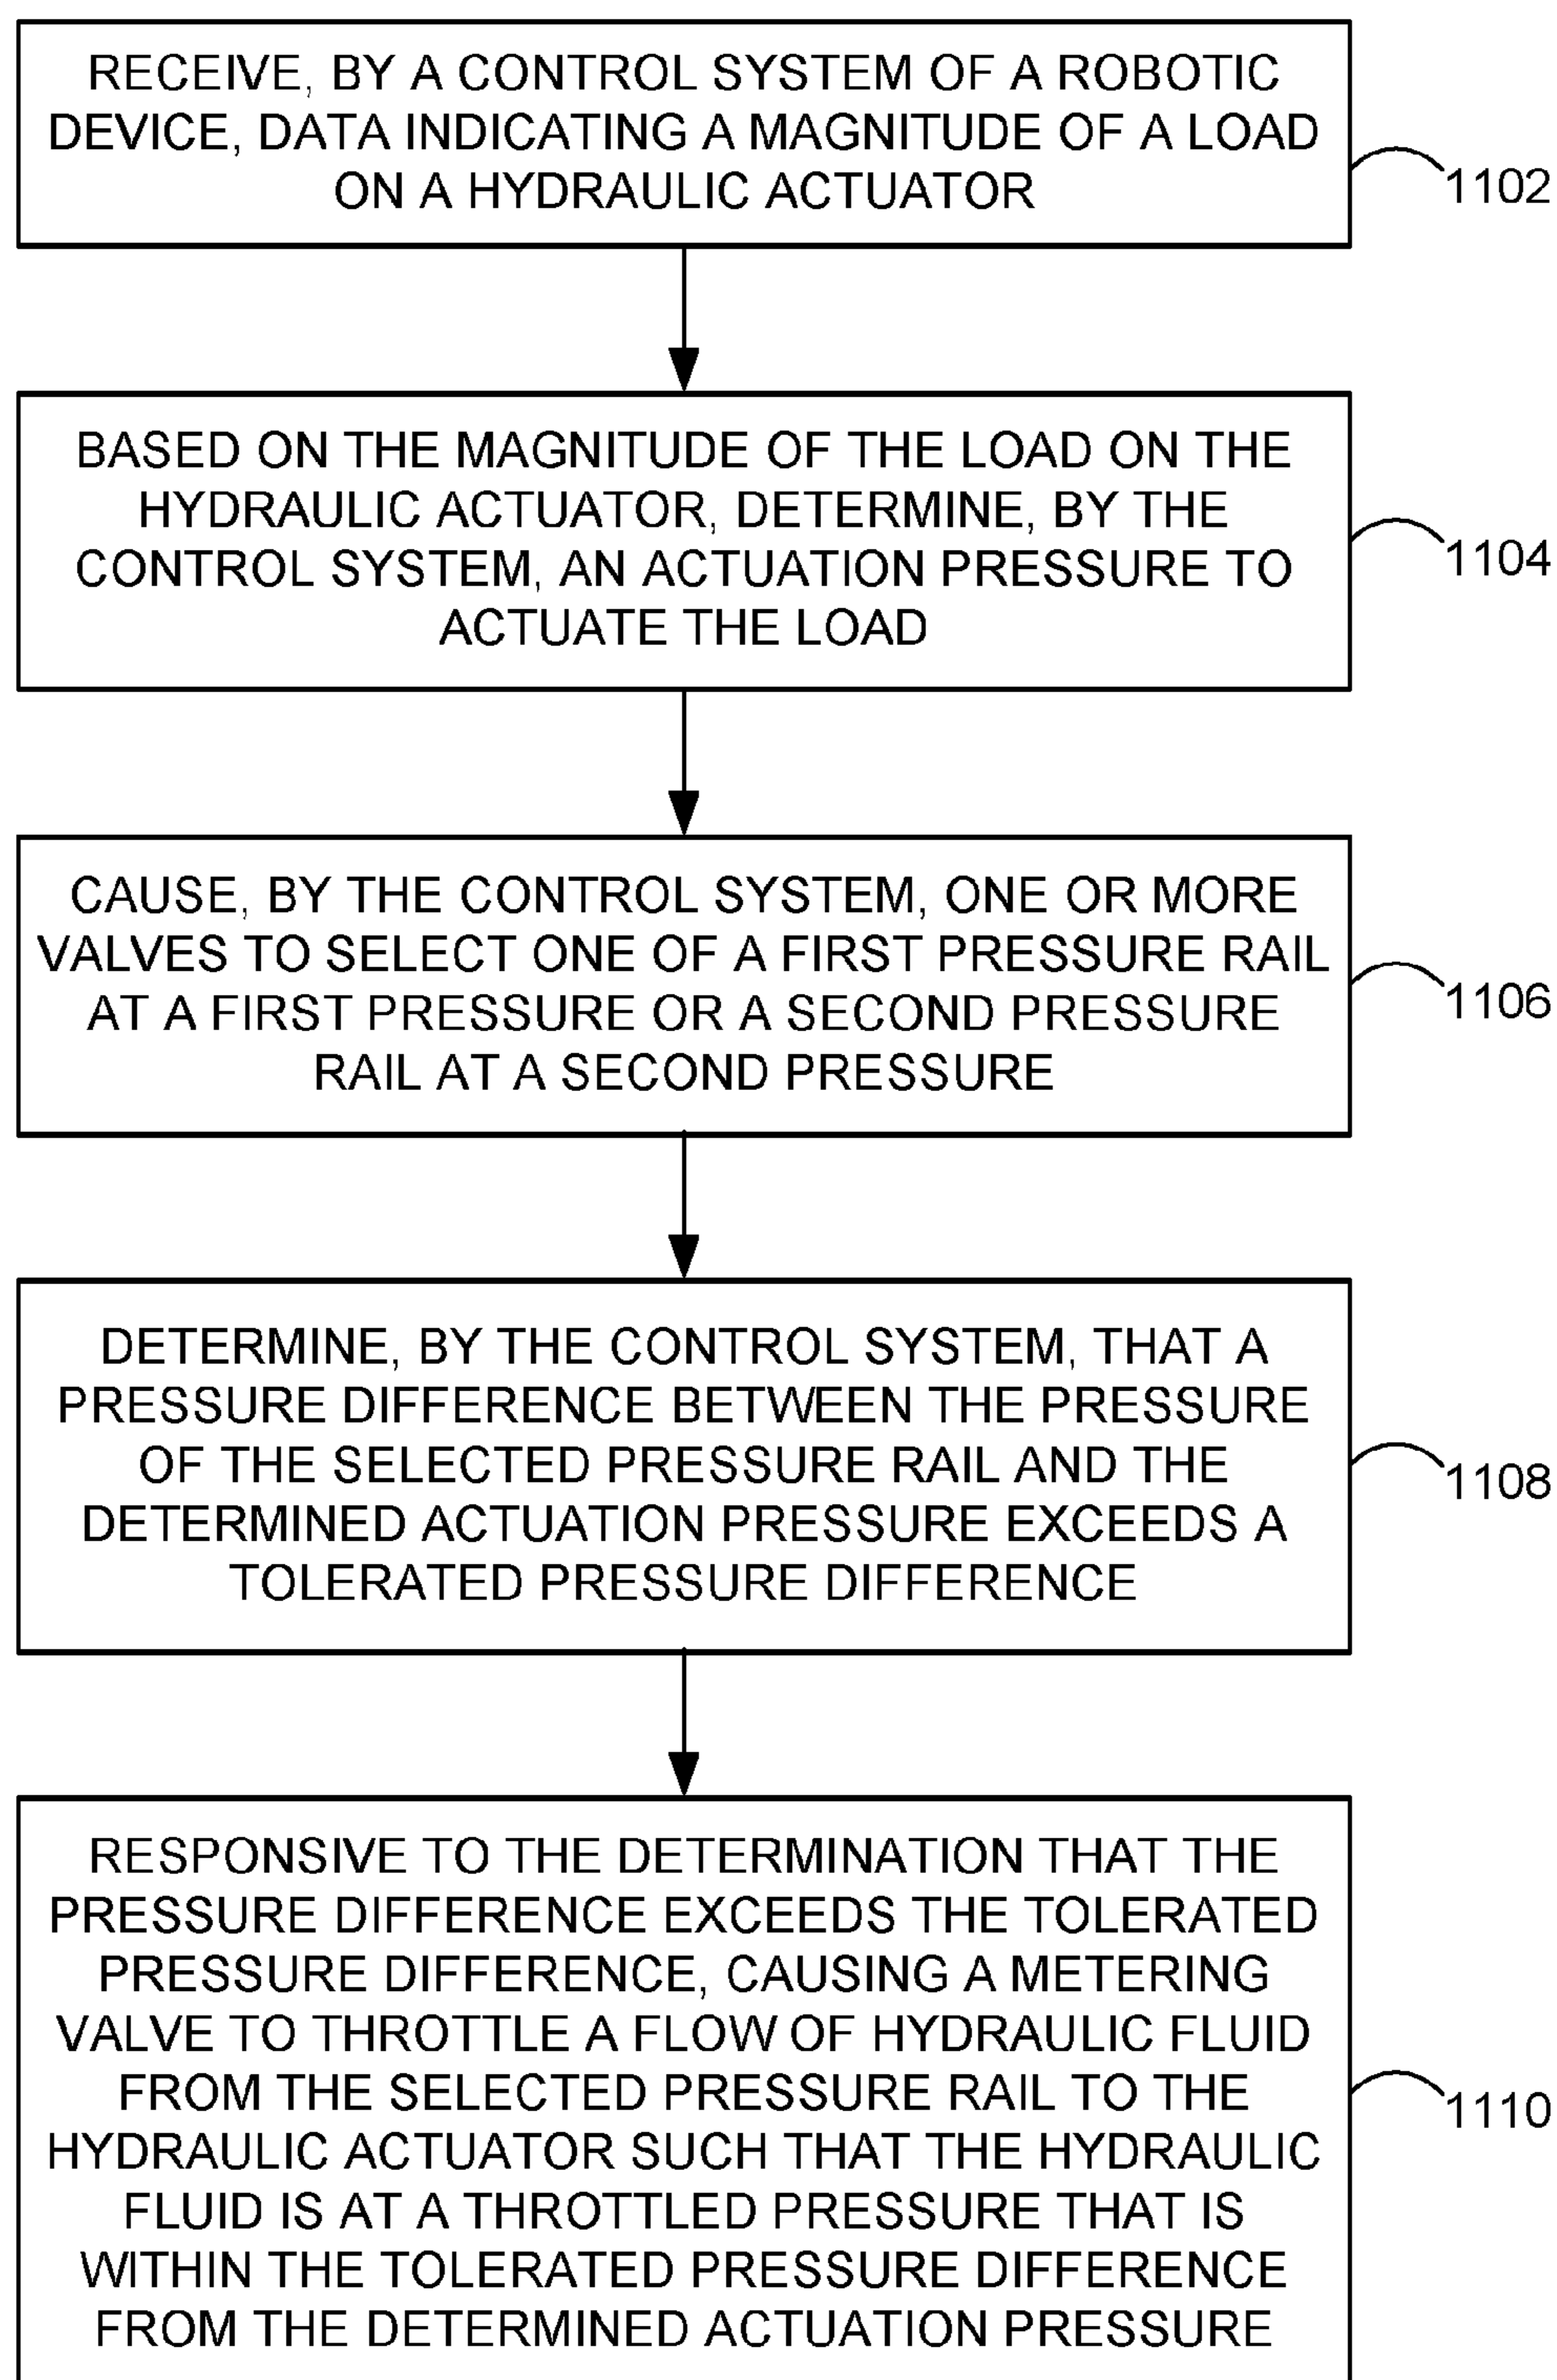 RECEIVE, BY A CONTROL SYSTEM OF A ROBOTIC
DEVICE, DATA INDICATING A MAGNITUDE OF A LOAD
ON A HYDRAULIC ACTUATOR
1102
BASED ON THE MAGNITUDE OF THE LOAD ON THE
HYDRAULIC ACTUATOR, DETERMINE, BY THE
CONTROL SYSTEM, AN ACTUATION PRESSURE TO
ACTUATE THE LOAD
1104
CAUSE, BY THE CONTROL SYSTEM, ONE OR MORE
VALVES TO SELECT ONE OF A FIRST PRESSURE RAIL
AT A FIRST PRESSURE OR A SECOND PRESSURE
RAIL AT A SECOND PRESSURE
1106
DETERMINE, BY THE CONTROL SYSTEM, THAT A
PRESSURE DIFFERENCE BETWEEN THE PRESSURE
OF THE SELECTED PRESSURE RAIL AND THE
DETERMINED ACTUATION PRESSURE EXCEEDS A
TOLERATED PRESSURE DIFFERENCE
1108
RESPONSIVE TO THE DETERMINATION THAT THE
PRESSURE DIFFERENCE EXCEEDS THE TOLERATED
PRESSURE DIFFERENCE, CAUSING A METERING
VALVE TO THROTTLE A FLOW OF HYDRAULIC FLUID
FROM THE SELECTED PRESSURE RAIL TO THE
HYDRAULIC ACTUATOR SUCH THAT THE HYDRAULIC
FLUID IS AT A THROTTLED PRESSURE THAT IS
WITHIN THE TOLERATED PRESSURE DIFFERENCE
FROM THE DETERMINED ACTUATION PRESSURE
1110